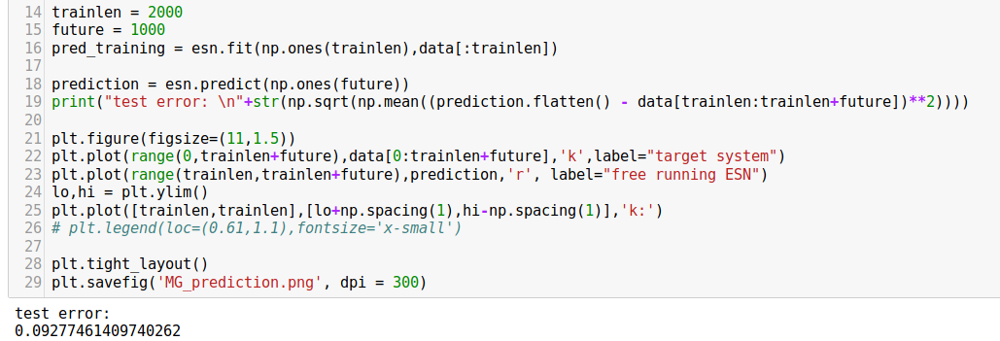 14 trainlen = 2000
15 future = 1000
16 pred_training = esn.fit(np.ones(trainlen),data[:trainlen])
17
18 prediction = esn.predict(np.ones(future))
19 print("test error: \n"+str(np.sqrt(np.mean((prediction.flatten() - data[trainlen:trainlen+future])**2))))
20
21 plt.figure(figsize=(11,1.5))
22 plt.plot(range(0,trainlen+future),data[0:trainlen+future],'k',label="target system")
23 plt.plot(range(trainlen,trainlen+future),prediction,'r', label="free running ESN")
24 lo,hi = plt.ylim()
25 plt.plot([trainlen,trainlen],[lo+np.spacing(1),hi-np.spacing(1)],'k:')
26 # plt.legend(loc=(0.61,1.1),fontsize='x-small')
27
28 plt.tight_layout()
29 plt.savefig('MG_prediction.png', dpi = 300)
test error:
0.09277461409740262